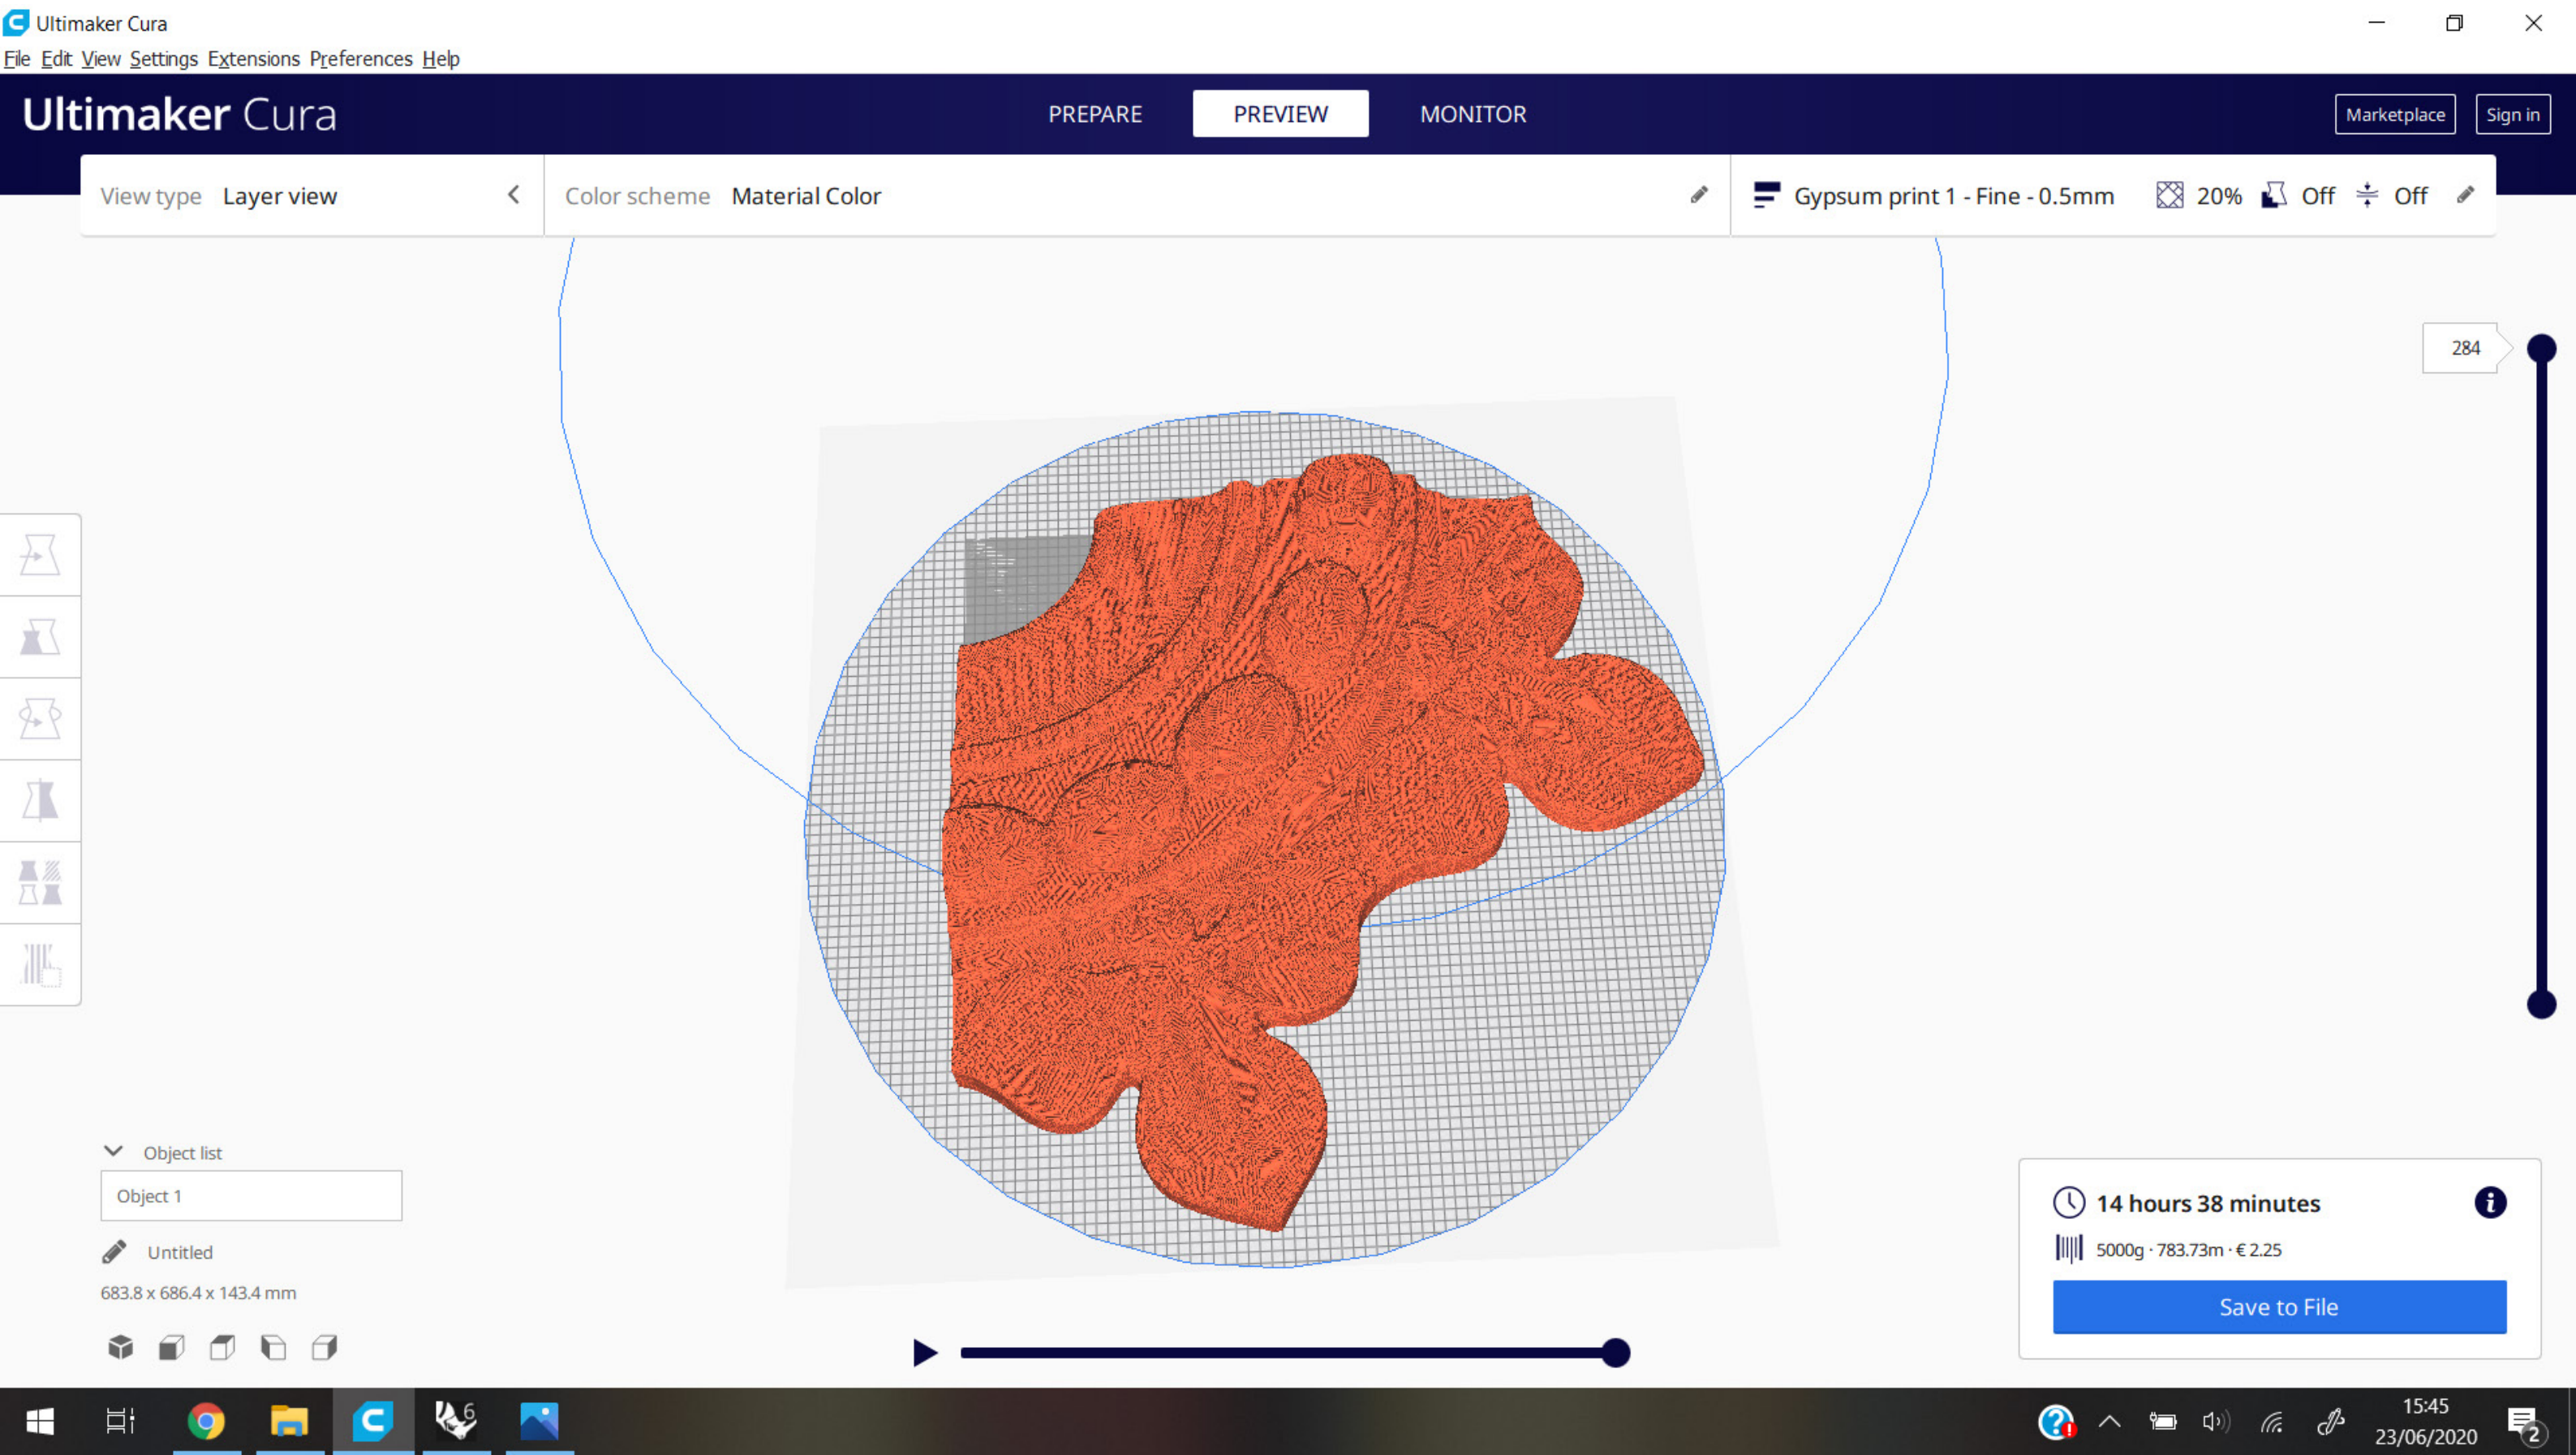 Ultimaker Cura
File Edit View Settings Extensions Preferences Help
Ultimaker Cura
PREPARE PREVIEW MONITOR
Marketplace Sign in
View type Layer view
Color scheme Material Color
Gypsum print 1 - Fine - 0.5mm 20% Off Off
284
Object list
Object 1
Untitled
683.8 x 686.4 x 143.4 mm
14 hours 38 minutes
5000g · 783.73m · € 2.25
Save to File
6
15:45
23/06/2020
2